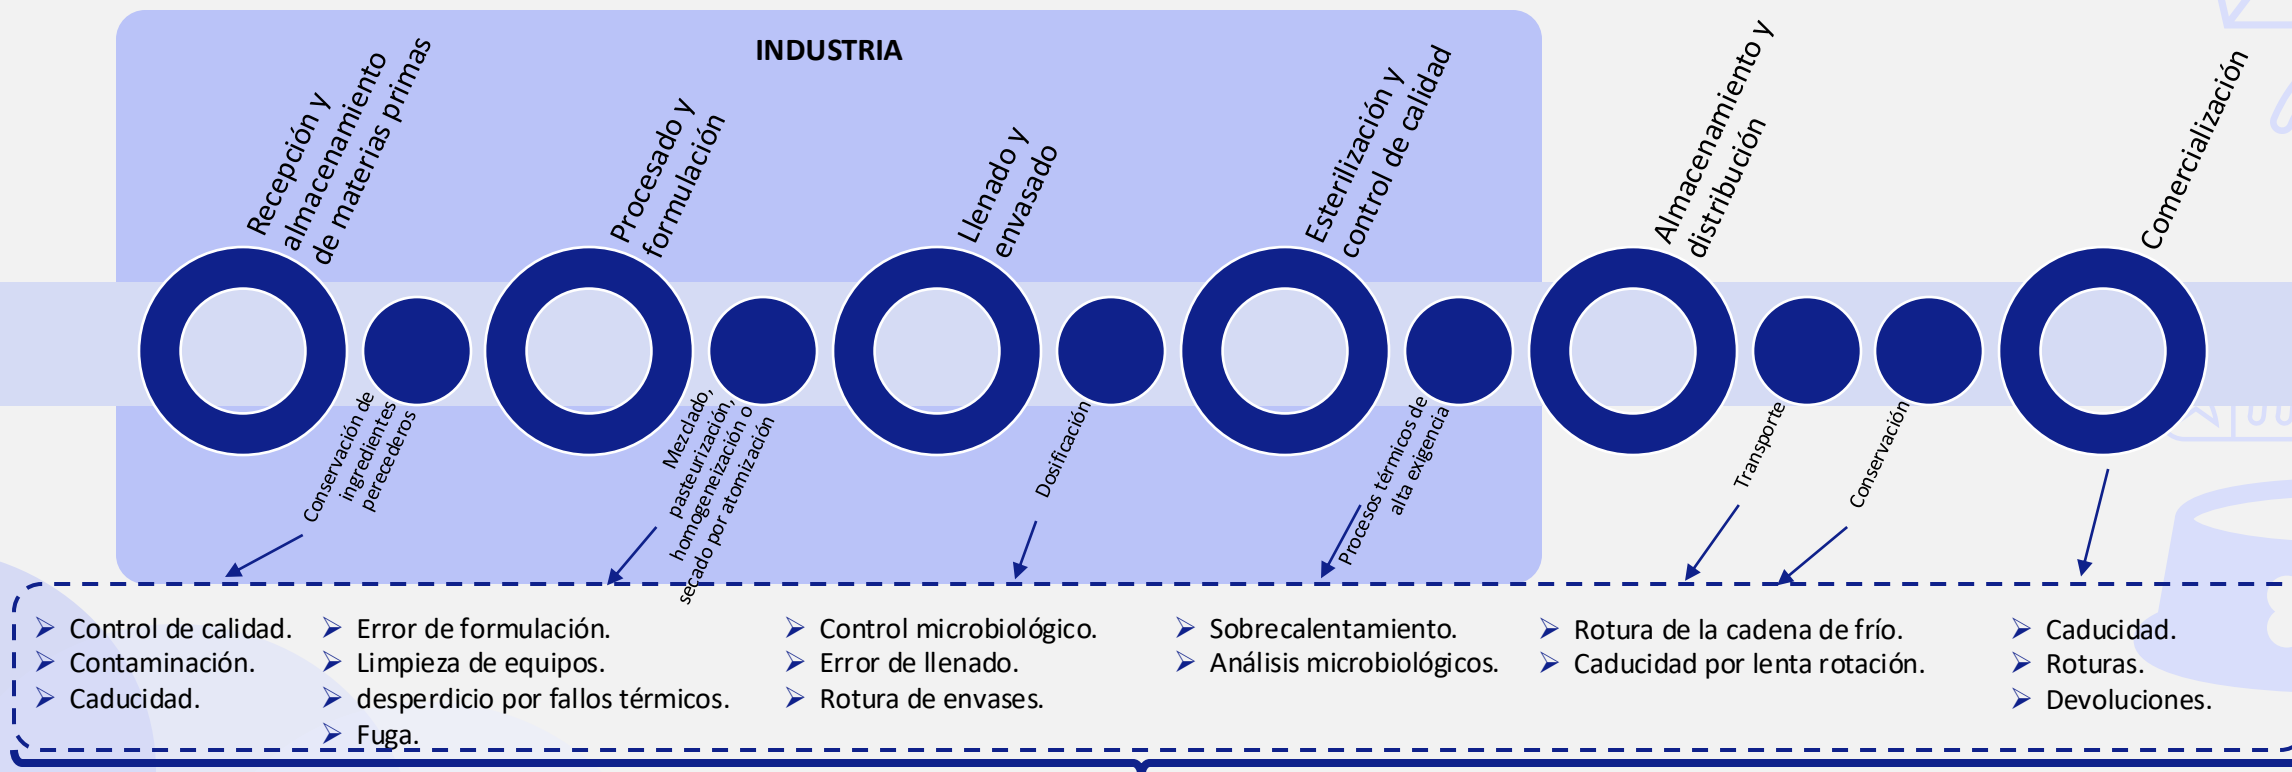 INDUSTRIA
Recepción y
almacenamiento
de materias primas
Procesado y
formulación
Llenado y
envasado
Esterilización y
control de calidad
Almacenamiento y
distribución
Comercialización
Conservación de
ingredientes
perecederos
Mezclado,
pasteurización,
homogeneización o
secado por atomización
Dosificación
Procesos térmicos de
alta exigencia
Transporte
Conservación
Control de calidad.
Contaminación.
Caducidad.
Error de formulación.
Limpieza de equipos.
desperdicio por fallos térmicos.
Fuga.
Control microbiológico.
Error de llenado.
Rotura de envases.
Sobrecalentamiento.
Análisis microbiológicos.
Rotura de la cadena de frío.
Caducidad por lenta rotación.
Caducidad.
Roturas.
Devoluciones.